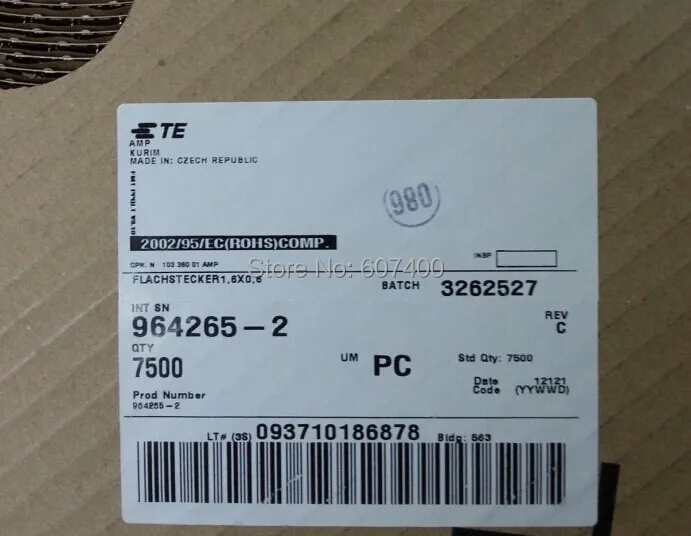 TE
AMP
KURIM
MADE IN: CZECH REPUBLIC
980
2002/95/EC(ROHS)COMP.
INSP
CPN. N 103 360 01 AMP
Store No: 607400
FLACHSTECKER1,6X0,6
BATCH 3262527
INT SN
964265-2
REV
C
QTY
7500
UM PC
Std Qty: 7500
Date Code 12121 (YYWWD)
Prod Number
964265-2
LT# (3S) 093710186878 Bldg: 563